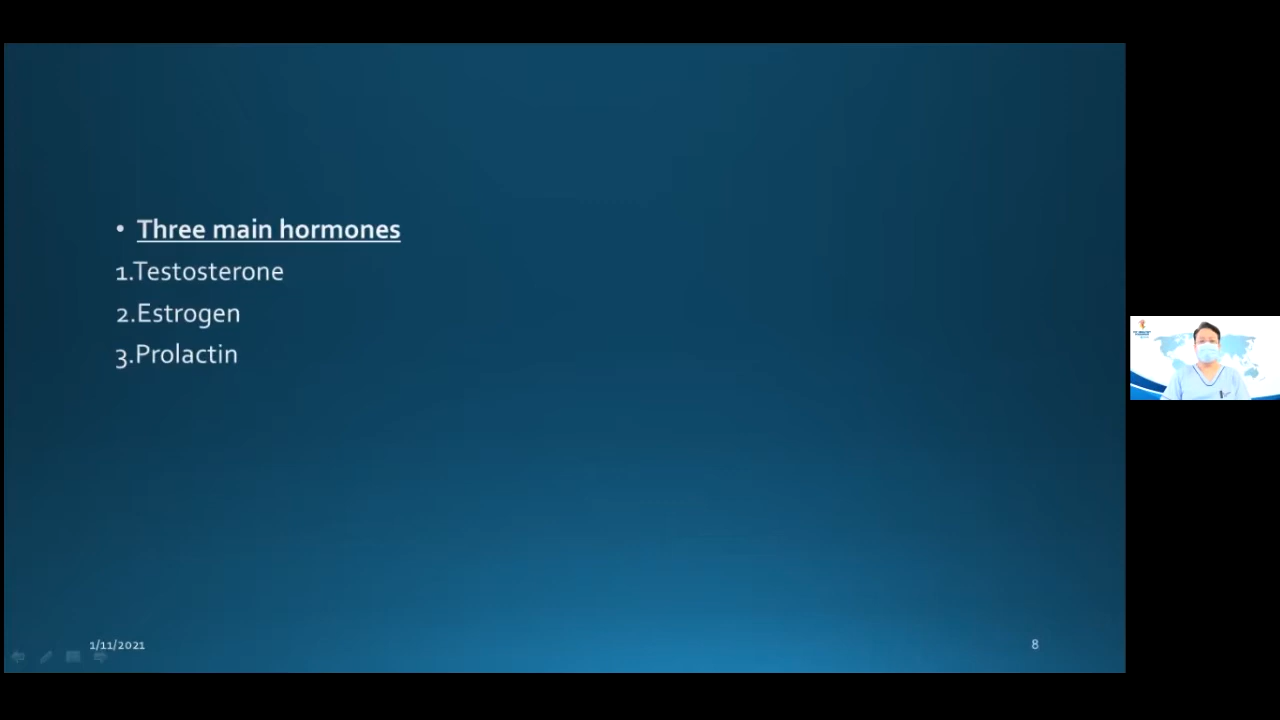 • Three main hormones
1.Testosterone
2.Estrogen
3.Prolactin
1/11/2021
8